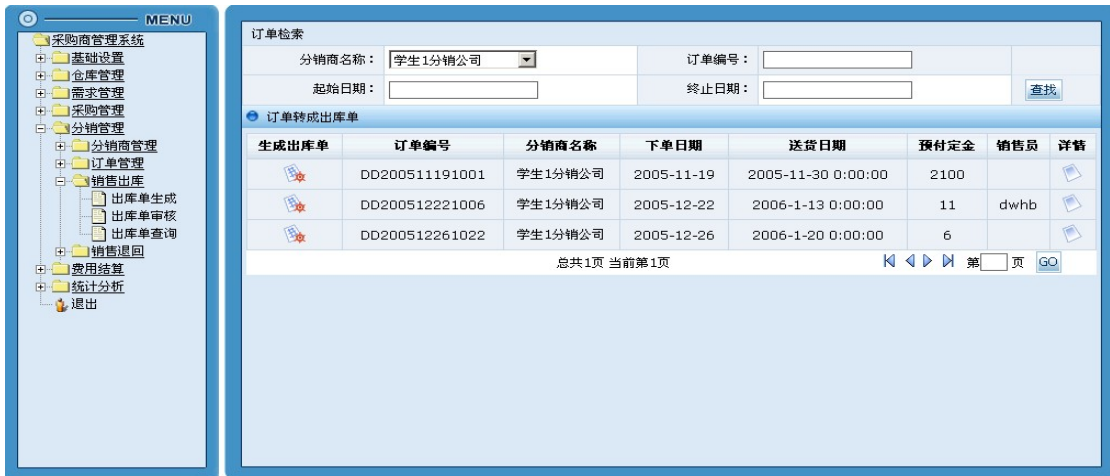 MENU
采购商管理系统
基础设置
仓库管理
需求管理
采购管理
分销管理
分销商管理
订单管理
销售出库
出库单生成
出库单审核
出库单查询
销售退回
费用结算
统计分析
退出
订单检索
分销商名称： 学生1分销公司 订单编号：
起始日期： 终止日期： 查找
订单转成出库单
生成出库单 订单编号 分销商名称 下单日期 送货日期 预付定金 销售员 详情
DD200511191001 学生1分销公司 2005-11-19 2005-11-30 0:00:00 2100
DD200512221006 学生1分销公司 2005-12-22 2006-1-13 0:00:00 11 dwhb
DD200512261022 学生1分销公司 2005-12-26 2006-1-20 0:00:00 6
总共1页 当前第1页 第 页 GO